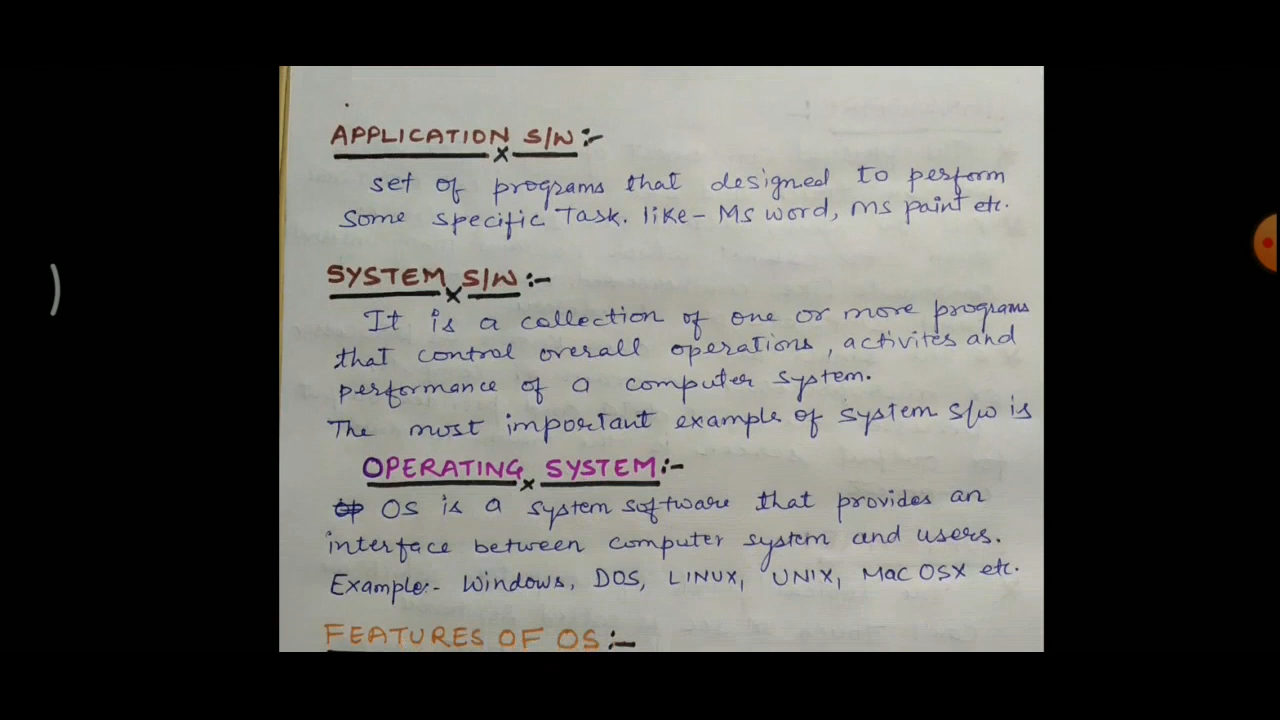 APPLICATION S/W :-
set of programs that designed to perform
some specific Task. like- Ms word, ms paint etc.
SYSTEM S/W :-
It is a collection of one or more programs
that control overall operations, activites and
performance of a computer system.
The most important example of system s/w is
OPERATING SYSTEM :-
OS is a system software that provides an
interface between computer system and users.
Example:- Windows, DOS, LINUX, UNIX, Mac OSX etc.
FEATURES OF OS :-